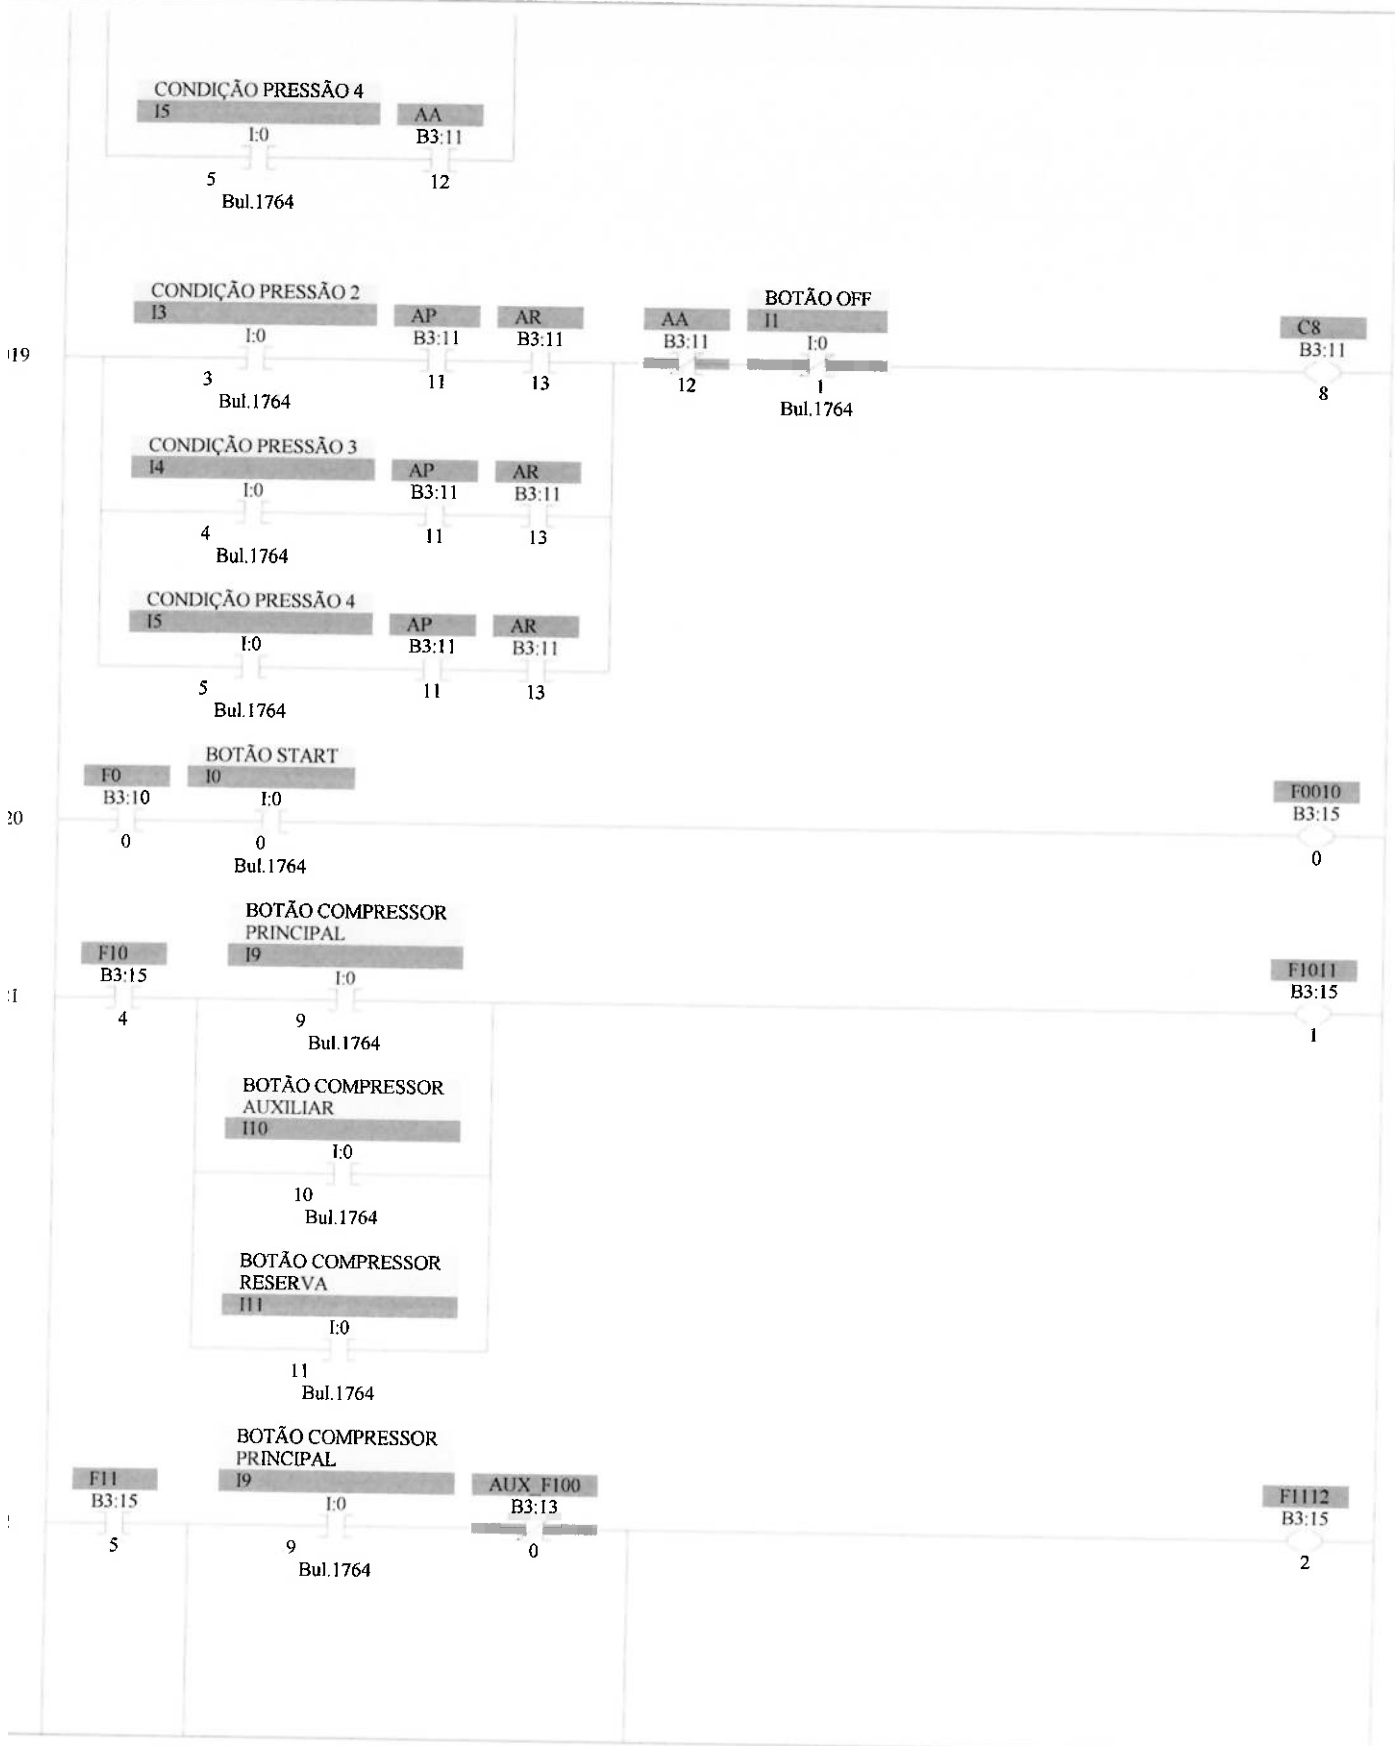 CONDIÇÃO PRESSÃO 4
I5 AA
I:0 B3:11
5 12
Bul.1764
CONDIÇÃO PRESSÃO 2 BOTÃO OFF
I3 AP AR AA I1 C8
I:0 B3:11 B3:11 B3:11 I:0 B3:11
19
3 11 13 12 1 8
Bul.1764 Bul.1764
CONDIÇÃO PRESSÃO 3
I4 AP AR
I:0 B3:11 B3:11
4 11 13
Bul.1764
CONDIÇÃO PRESSÃO 4
I5 AP AR
I:0 B3:11 B3:11
5 11 13
Bul.1764
BOTÃO START
F0 I0 F0010
B3:10 I:0 B3:15
20
0 0 0
Bul.1764
BOTÃO COMPRESSOR
PRINCIPAL
F10 I9 F1011
B3:15 I:0 B3:15
4 9 1
Bul.1764
BOTÃO COMPRESSOR
AUXILIAR
I10
I:0
10
Bul.1764
BOTÃO COMPRESSOR
RESERVA
I11
I:0
11
Bul.1764
BOTÃO COMPRESSOR
PRINCIPAL
F11 I9 AUX_F100 F1112
B3:15 I:0 B3:13 B3:15
5 9 0 2
Bul.1764